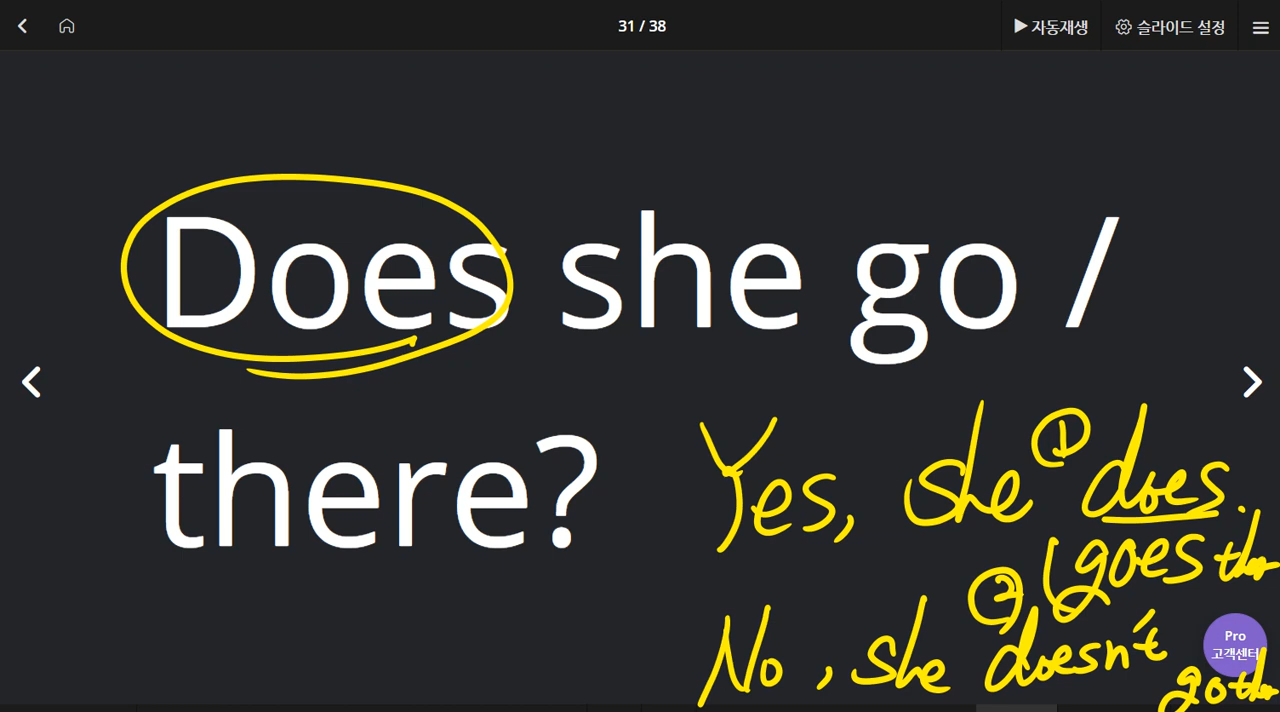 31 / 38
▶ 자동재생
슬라이드 설정
Does she go /
there?
Yes, she ① does.
② (goes
No, she doesn't
go
Pro
고객센터